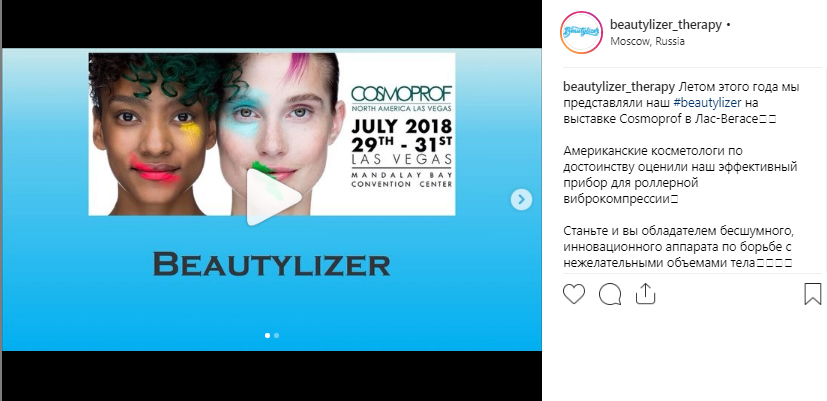 COSMOPROF
NORTH AMERICA LAS VEGAS
JULY 2018
29TH - 31ST
LAS VEGAS
MANDALAY BAY
CONVENTION CENTER
BEAUTYLIZER
Beautylizer
beautylizer_therapy •
Moscow, Russia
beautylizer_therapy Летом этого года мы
представляли наш #beautylizer на
выставке Cosmoprof в Лас-Вегасе
Американские косметологи по
достоинству оценили наш эффективный
прибор для роллерной
виброкомпрессии
Станьте и вы обладателем бесшумного,
инновационного аппарата по борьбе с
нежелательными объемами тела